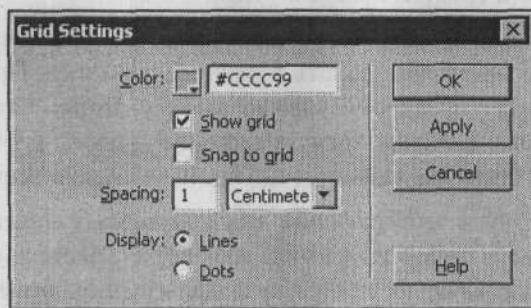 Grid Settings
Color: #CCCC99
Show grid
Snap to grid
Spacing: 1 Centimete
Display: Lines
Dots
OK
Apply
Cancel
Help